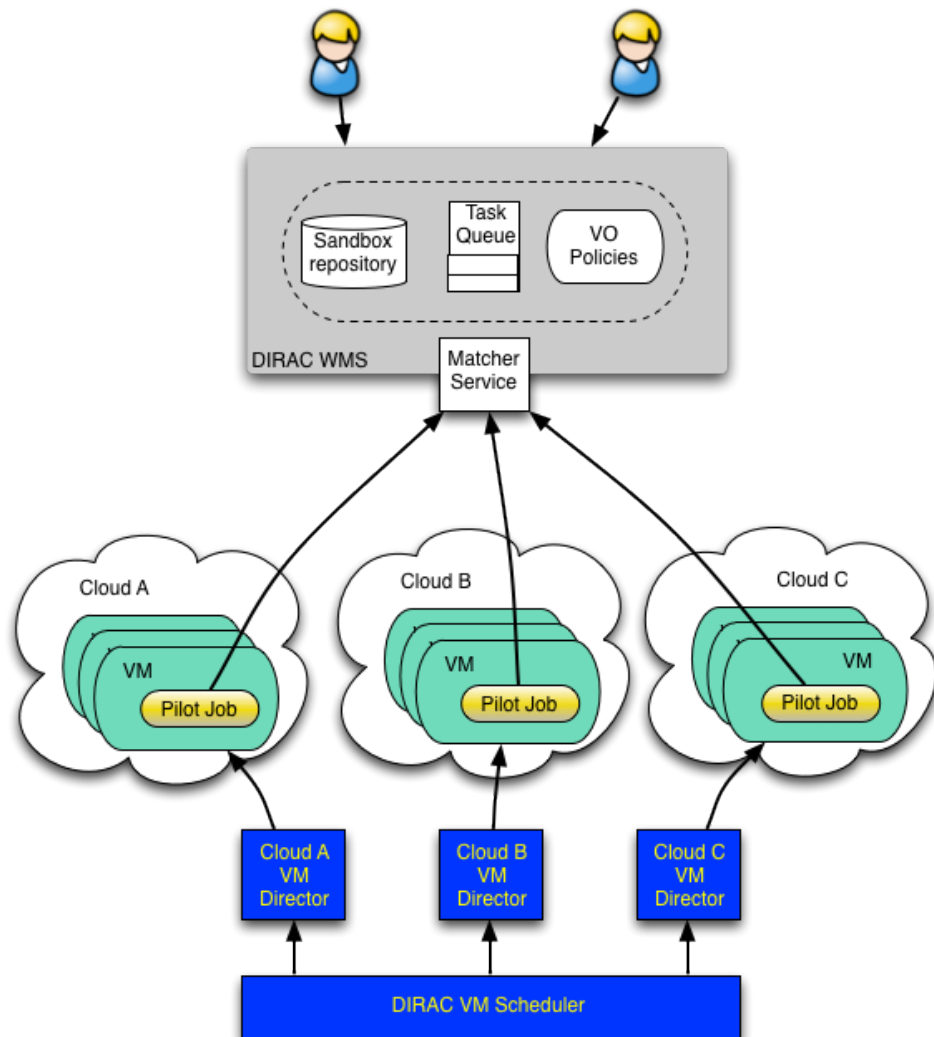 Sandbox
repository
Task
Queue
VO
Policies
DIRAC WMS
Matcher
Service
Cloud A
VM
Pilot Job
Cloud B
VM
Pilot Job
Cloud C
VM
Pilot Job
Cloud A
VM
Director
Cloud B
VM
Director
Cloud C
VM
Director
DIRAC VM Scheduler